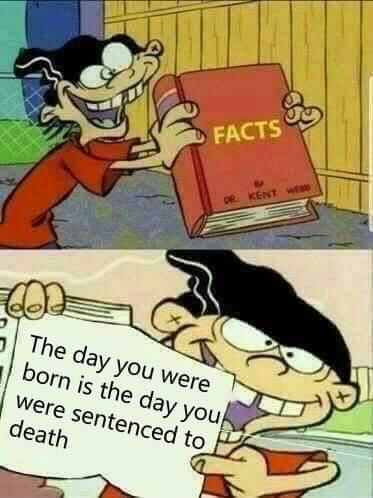 FACTS
BY
DR. KENT WEBB
The day you were
born is the day you
were sentenced to
death